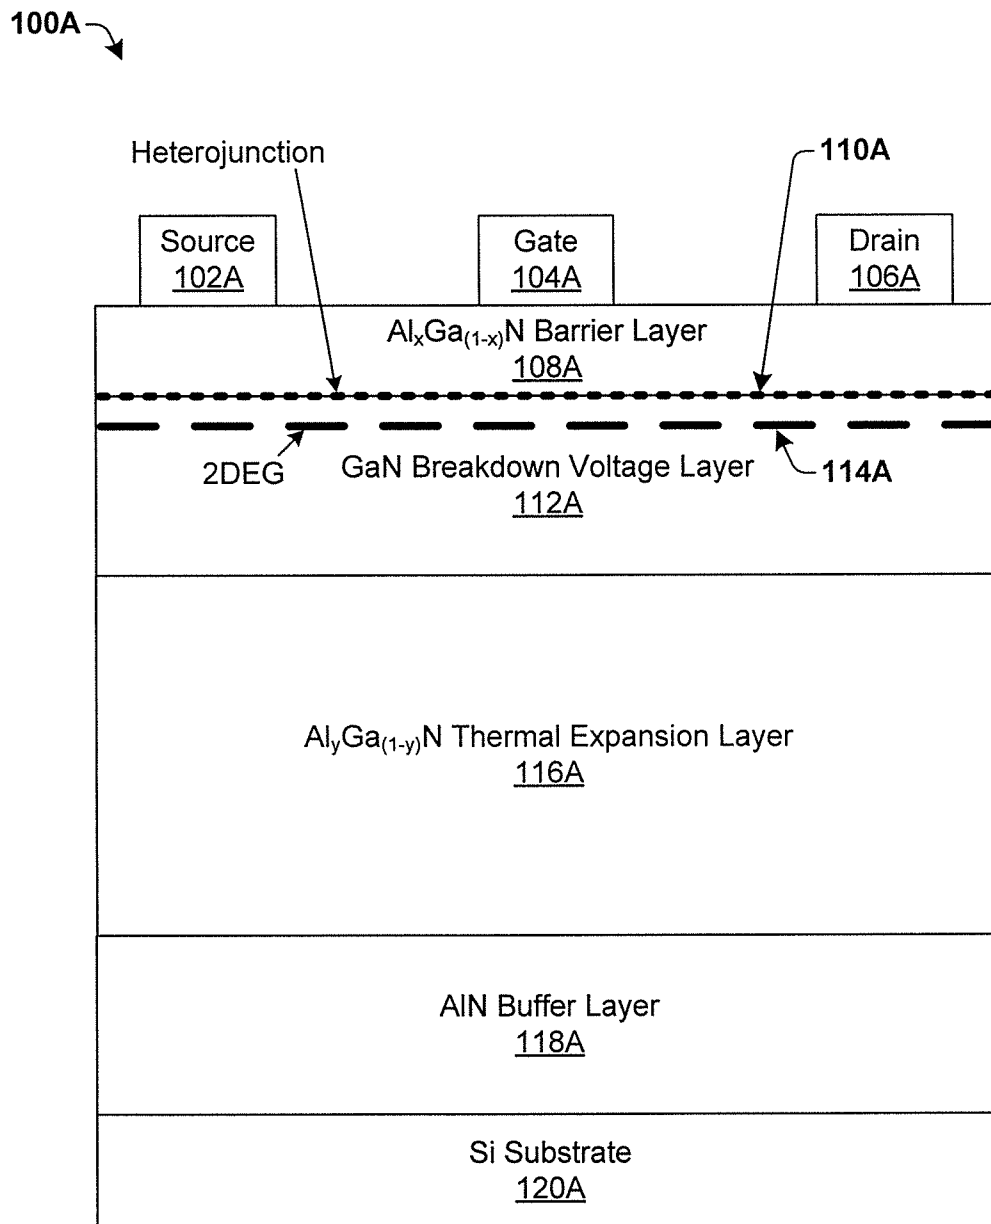 100A
Heterojunction
110A
Source
102A
Gate
104A
Drain
106A
AlₓGa₍₁₋ₓ₎N Barrier Layer
108A
2DEG
GaN Breakdown Voltage Layer
112A
114A
AlyGa(1-y)N Thermal Expansion Layer
116A
AlN Buffer Layer
118A
Si Substrate
120A